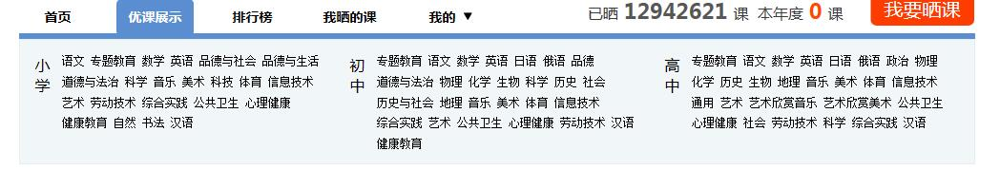 首页 优课展示 排行榜 我晒的课 我的 ▼ 已晒 12942621 课 本年度 0 课 我要晒课
小学
语文 专题教育 数学 英语 品德与社会 品德与生活
道德与法治 科学 音乐 美术 科技 体育 信息技术
艺术 劳动技术 综合实践 公共卫生 心理健康
健康教育 自然 书法 汉语
初中
专题教育 语文 数学 英语 日语 俄语 品德
道德与法治 物理 化学 生物 科学 历史 社会
历史与社会 地理 音乐 美术 体育 信息技术
综合实践 艺术 公共卫生 心理健康 劳动技术 汉语
健康教育
高中
专题教育 语文 数学 英语 日语 俄语 政治 物理
化学 历史 生物 地理 音乐 美术 体育 信息技术
通用 艺术 艺术欣赏音乐 艺术欣赏美术 公共卫生
心理健康 社会 劳动技术 科学 综合实践 汉语